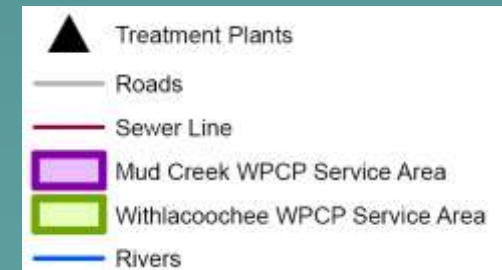 Treatment Plants
Roads
Sewer Line
Mud Creek WPCP Service Area
Withlacoochee WPCP Service Area
Rivers